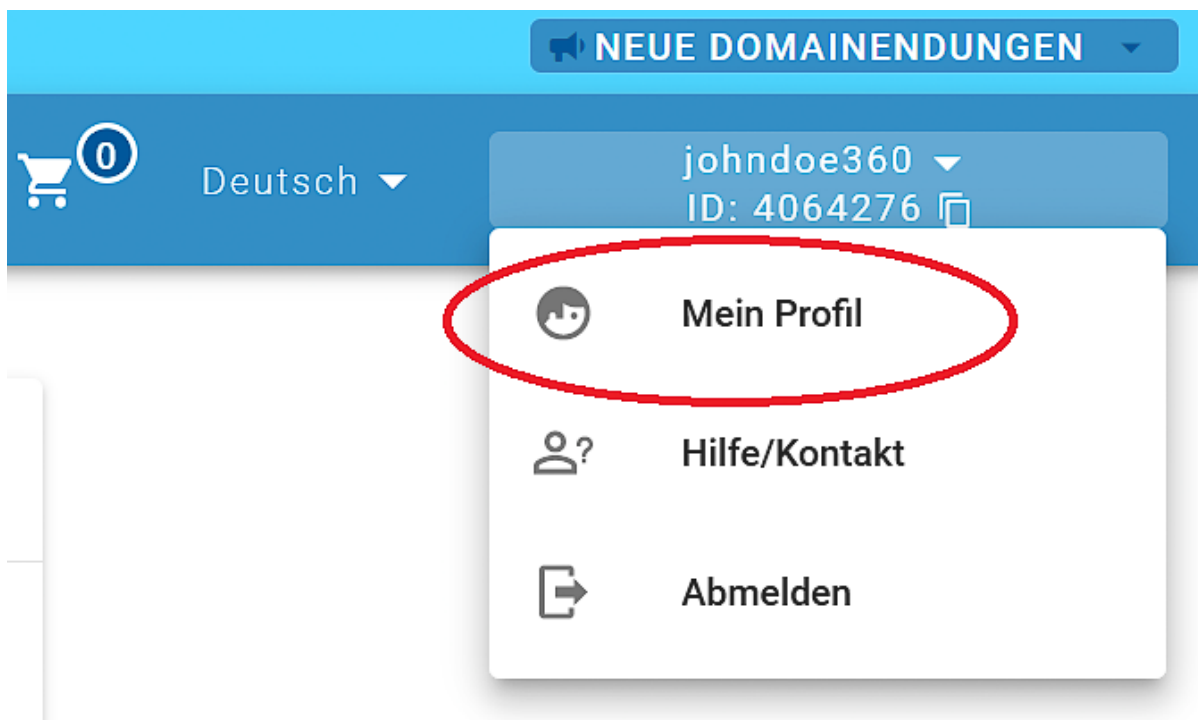 NEUE DOMAINENDUNGEN
0
Deutsch
johndoe360
ID: 4064276
Mein Profil
?
Hilfe/Kontakt
Abmelden